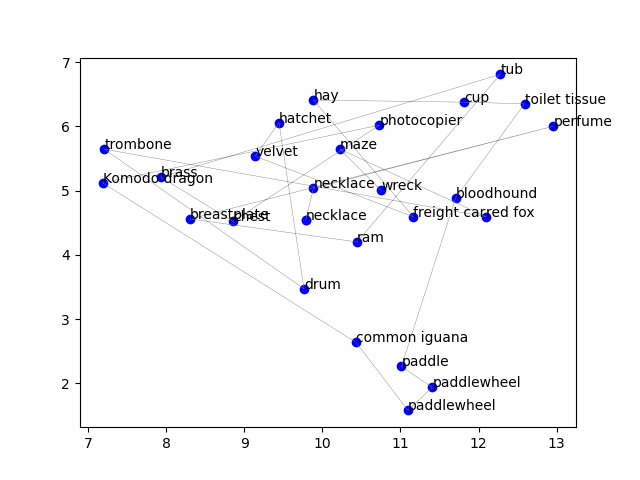 tub
hay
cup
toilet tissue
hatchet
photocopier
perfume
trombone
velvet
maze
brass
Komodo dragon
necklace
wreck
bloodhound
breastplate
chest
necklace
freight car
red fox
ram
drum
common iguana
paddle
paddlewheel
paddlewheel
7
6
5
4
3
2
7 8 9 10 11 12 13